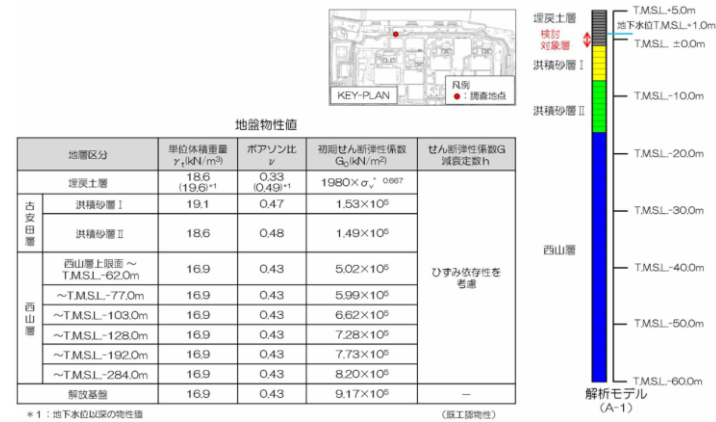 KEY-PLAN
凡例
●：調査地点
地盤物性値
地層区分 単位体積重量 γt(kN/m³) ポアソン比 ν 初期せん断弾性係数 G₀(kN/m²) せん断弾性係数G 減衰定数h
埋炭土層 18.6 (19.6)*1 0.33 (0.49)*1 1980×σv' 0.667 ひずみ依存性を考慮
古安田層 洪積砂層Ⅰ 19.1 0.47 1.53×10⁵
洪積砂層Ⅱ 18.6 0.48 1.49×10⁵
西山層 西山層上限面～T.M.S.L.-62.0m 16.9 0.43 5.02×10⁵
～T.M.S.L.-77.0m 16.9 0.43 5.99×10⁵
～T.M.S.L.-103.0m 16.9 0.43 6.62×10⁵
～T.M.S.L.-128.0m 16.9 0.43 7.28×10⁵
～T.M.S.L.-192.0m 16.9 0.43 7.73×10⁵
～T.M.S.L.-284.0m 16.9 0.43 8.20×10⁵
解放基盤 16.9 0.43 9.17×10⁵ －
＊1：地下水位以深の物性値
(既工認物性)
埋炭土層
検討
対象層
洪積砂層Ⅰ
洪積砂層Ⅱ
西山層
T.M.S.L.+5.0m
地下水位T.M.S.L.+1.0m
T.M.S.L. ±0.0m
T.M.S.L.-10.0m
T.M.S.L.-20.0m
T.M.S.L.-30.0m
T.M.S.L.-40.0m
T.M.S.L.-50.0m
T.M.S.L.-60.0m
解析モデル
(A-1)